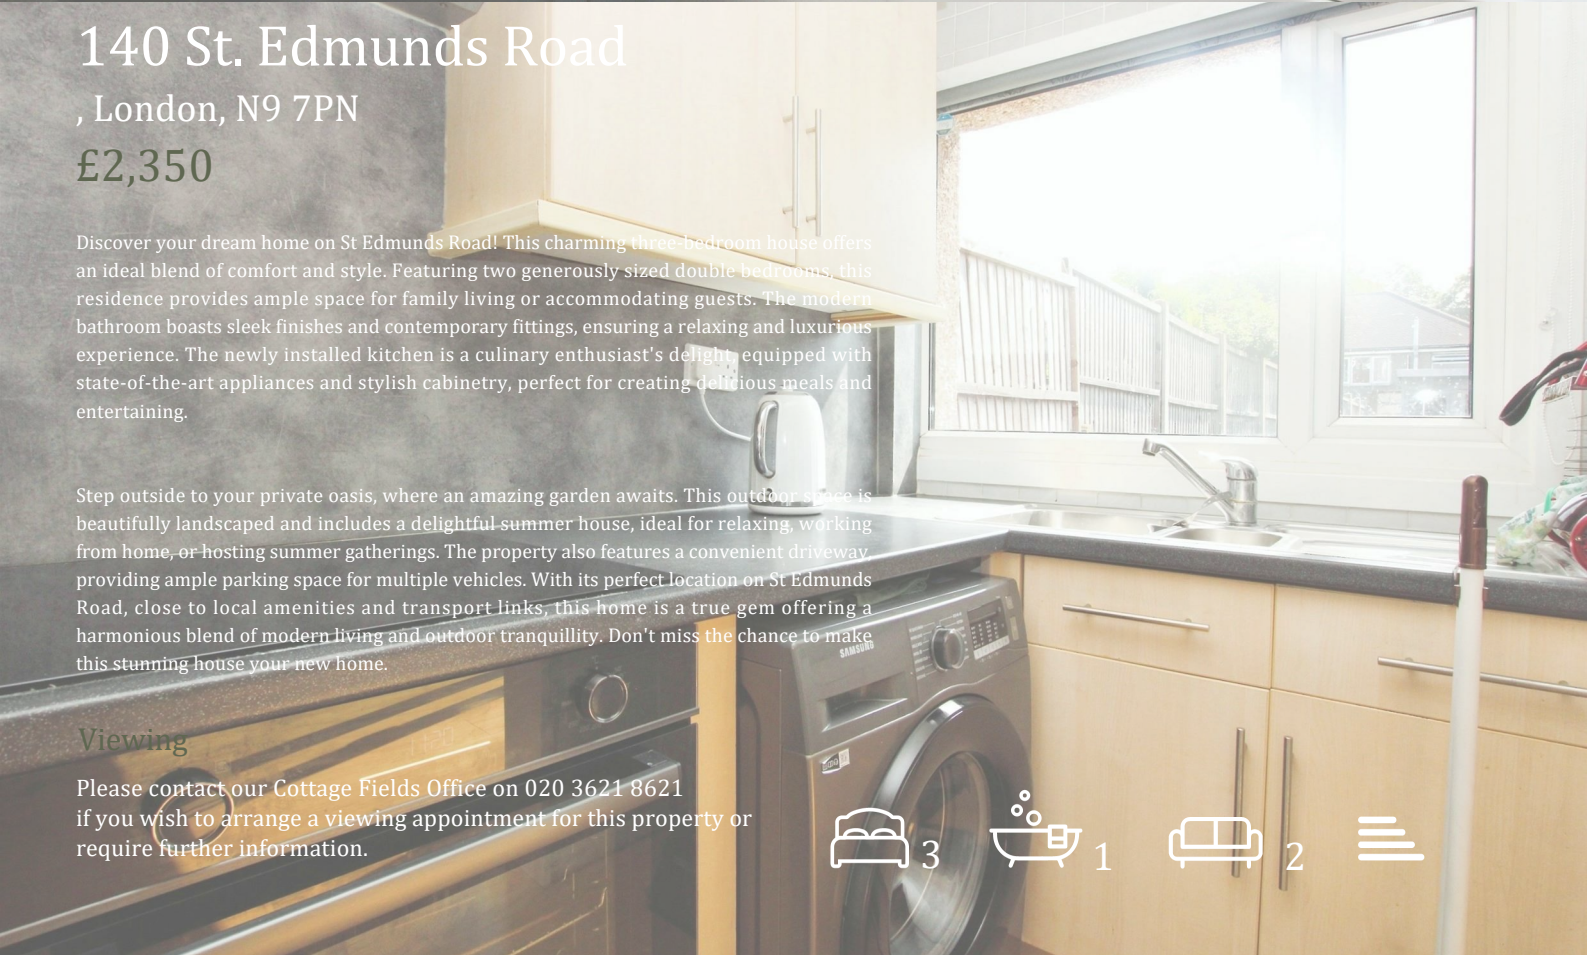 140 St. Edmunds Road
, London, N9 7PN
£2,350
Discover your dream home on St Edmunds Road! This charming three-bedroom house offers
an ideal blend of comfort and style. Featuring two generously sized double bedrooms, this
residence provides ample space for family living or accommodating guests. The modern
bathroom boasts sleek finishes and contemporary fittings, ensuring a relaxing and luxurious
experience. The newly installed kitchen is a culinary enthusiast's delight, equipped with
state-of-the-art appliances and stylish cabinetry, perfect for creating delicious meals and
entertaining.
Step outside to your private oasis, where an amazing garden awaits. This outdoor space is
beautifully landscaped and includes a delightful summer house, ideal for relaxing, working
from home, or hosting summer gatherings. The property also features a convenient driveway,
providing ample parking space for multiple vehicles. With its perfect location on St Edmunds
Road, close to local amenities and transport links, this home is a true gem offering a
harmonious blend of modern living and outdoor tranquillity. Don't miss the chance to make
this stunning house your new home.
SAMSUNG
Viewing
Please contact our Cottage Fields Office on 020 3621 8621
if you wish to arrange a viewing appointment for this property or
require further information.
3
1
2